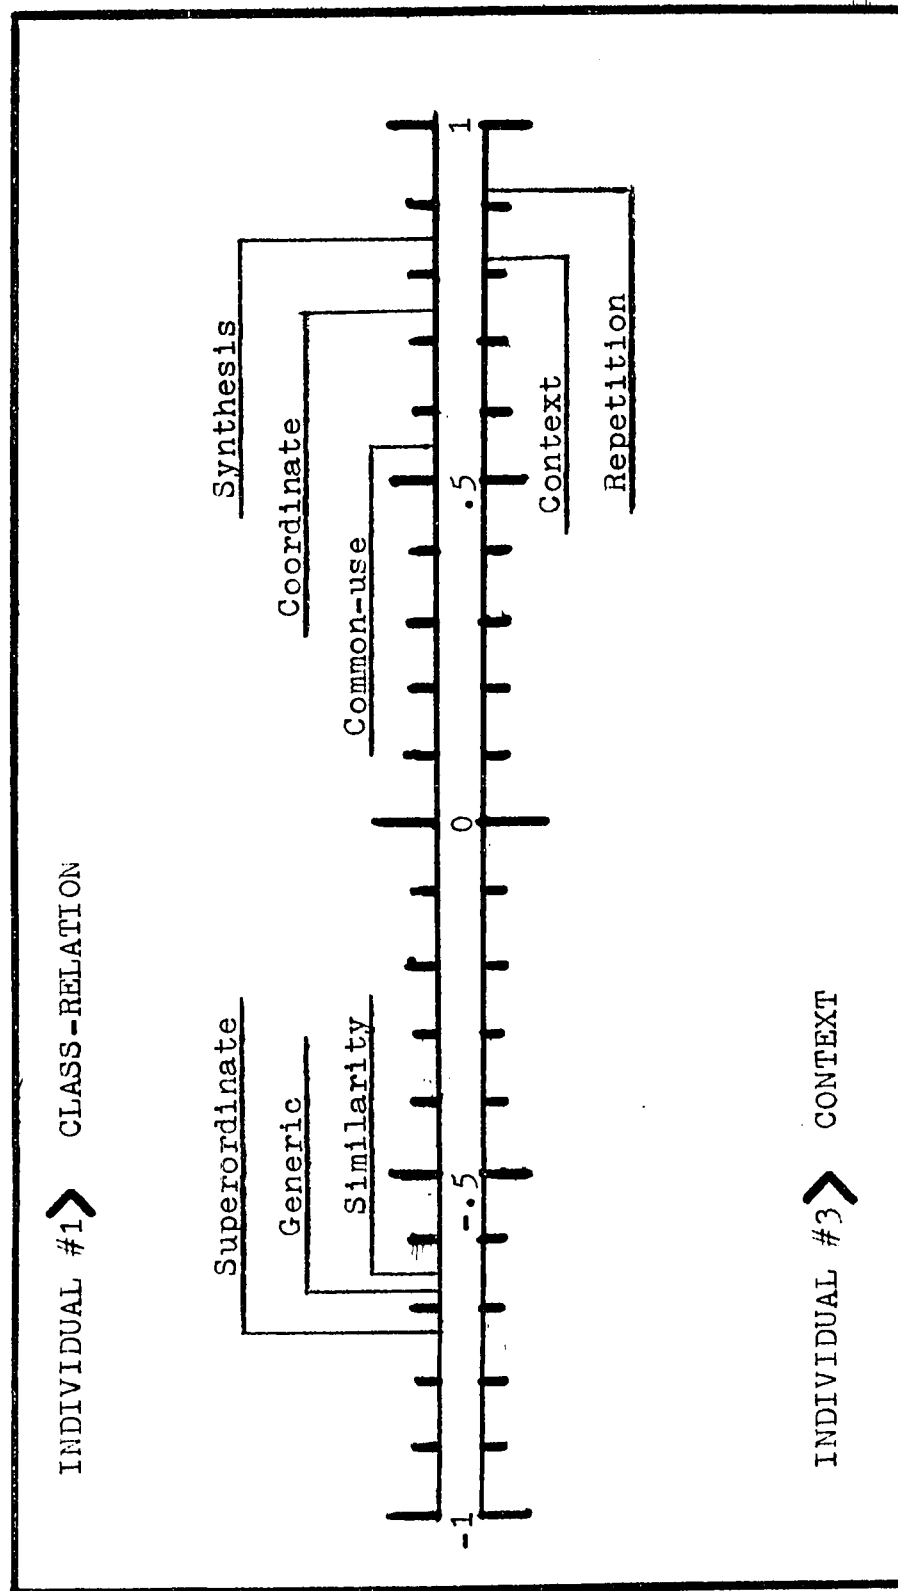 INDIVIDUAL #1> CLASS-RELATION
Superordinate
Synthesis
Generic
Coordinate
Similarity
Common-use
-1
-.5
0
.5
1
Context
Repetition
INDIVIDUAL #3> CONTEXT